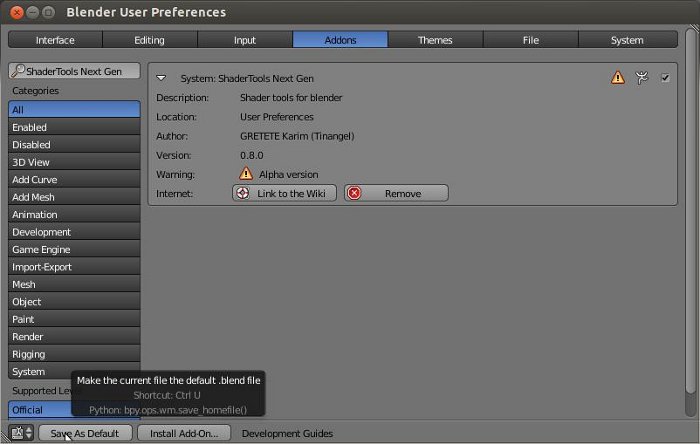 Blender User Preferences
Interface Editing Input Addons Themes File System
ShaderTools Next Gen
Categories
All
Enabled
Disabled
3D View
Add Curve
Add Mesh
Animation
Development
Game Engine
Import-Export
Mesh
Object
Paint
Render
Rigging
System
Supported Leve
Official
System: ShaderTools Next Gen
Description: Shader tools for blender
Location: User Preferences
Author: GRETETE Karim (Tinangel)
Version: 0.8.0
Warning: Alpha version
Internet: Link to the Wiki Remove
Make the current file the default .blend file
Shortcut: Ctrl U
Python: bpy.ops.wm.save_homefile()
Save As Default Install Add-On... Development Guides